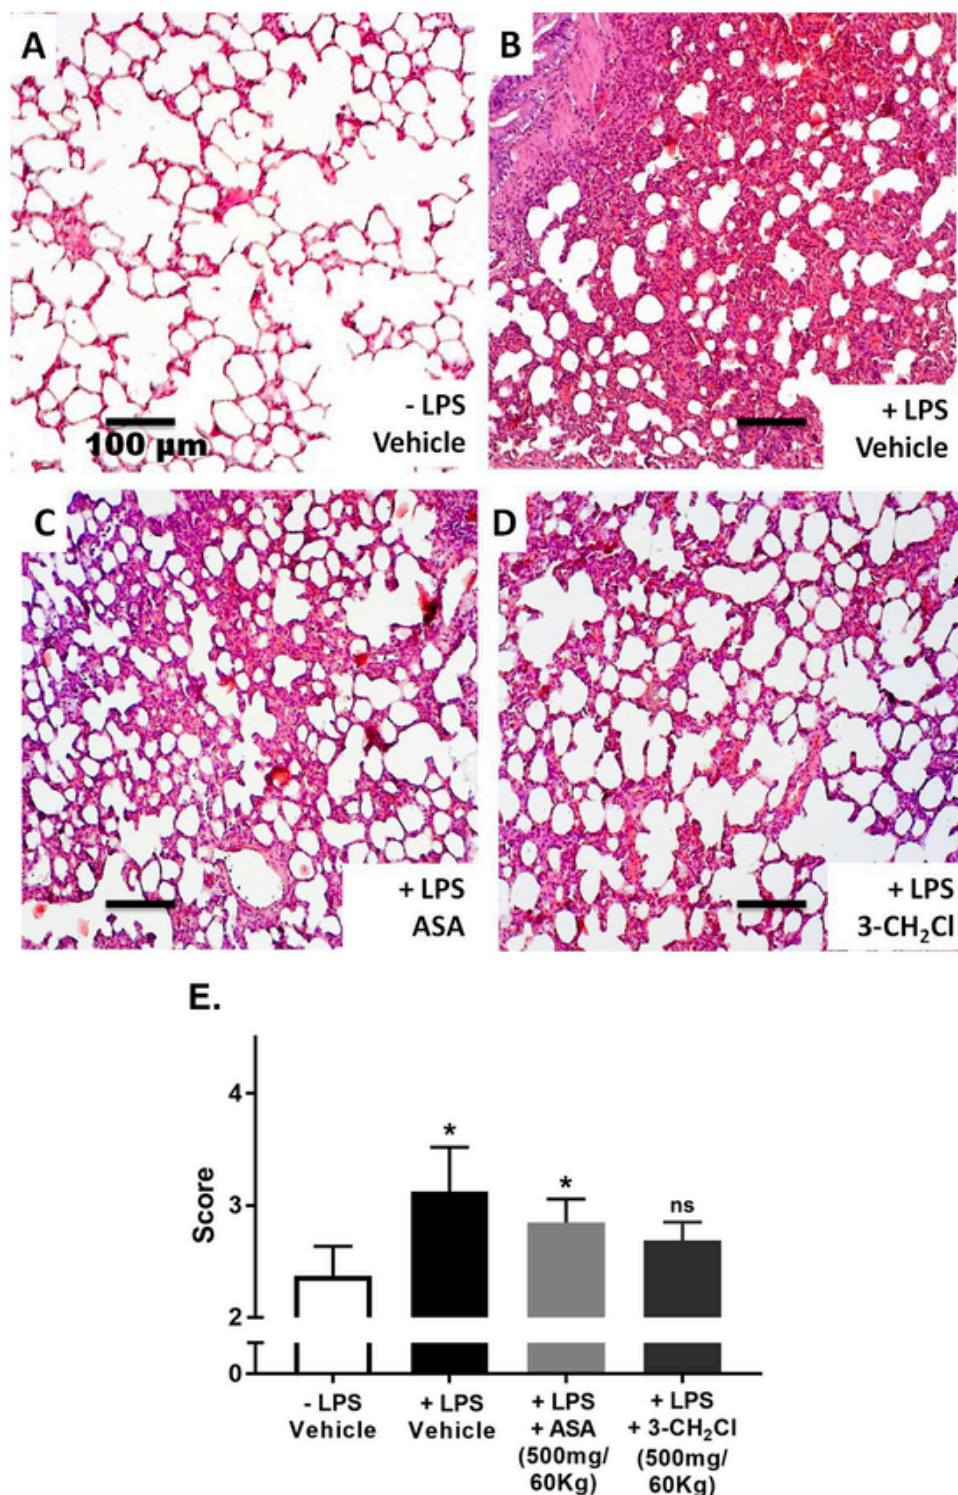 A
- LPS
Vehicle
100 µm
B
+ LPS
Vehicle
C
+ LPS
ASA
D
+ LPS
3-CH₂Cl
E.
Score
4
3
2
0
*
*
ns
- LPS
Vehicle
+ LPS
Vehicle
+ LPS
+ ASA
(500mg/
60Kg)
+ LPS
+ 3-CH₂Cl
(500mg/
60Kg)